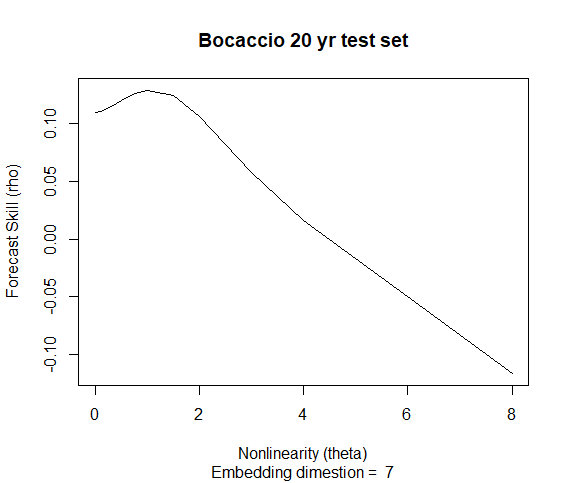 Bocaccio 20 yr test set
Forecast Skill (rho)
0.10
0.05
0.00
-0.05
-0.10
0 2 4 6 8
Nonlinearity (theta)
Embedding dimestion = 7